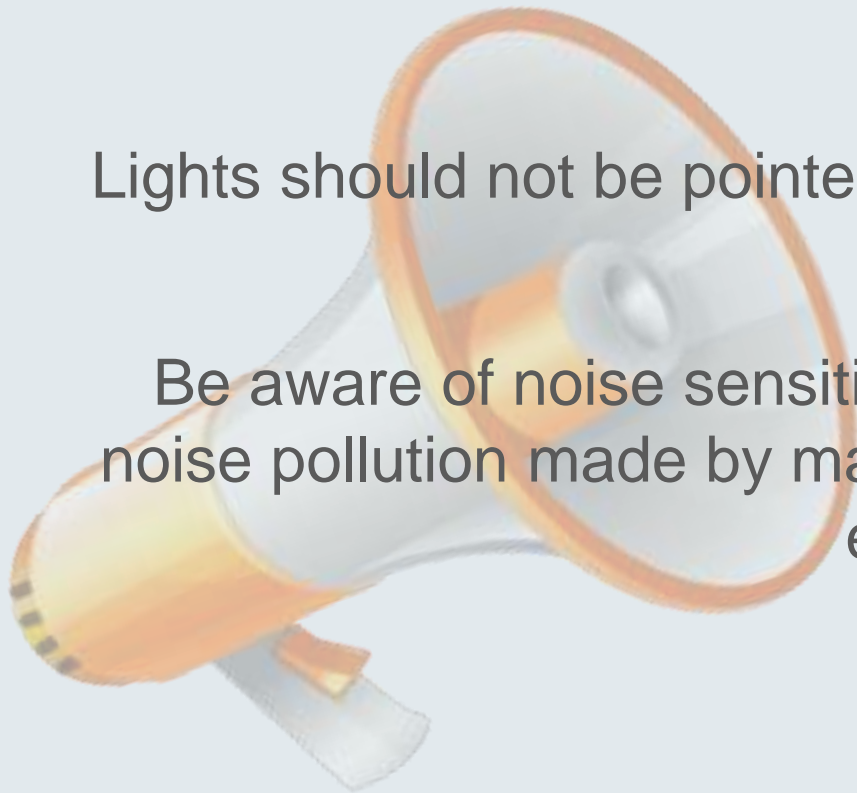 Lights should not be pointe
Be aware of noise sensiti
noise pollution made by ma
e